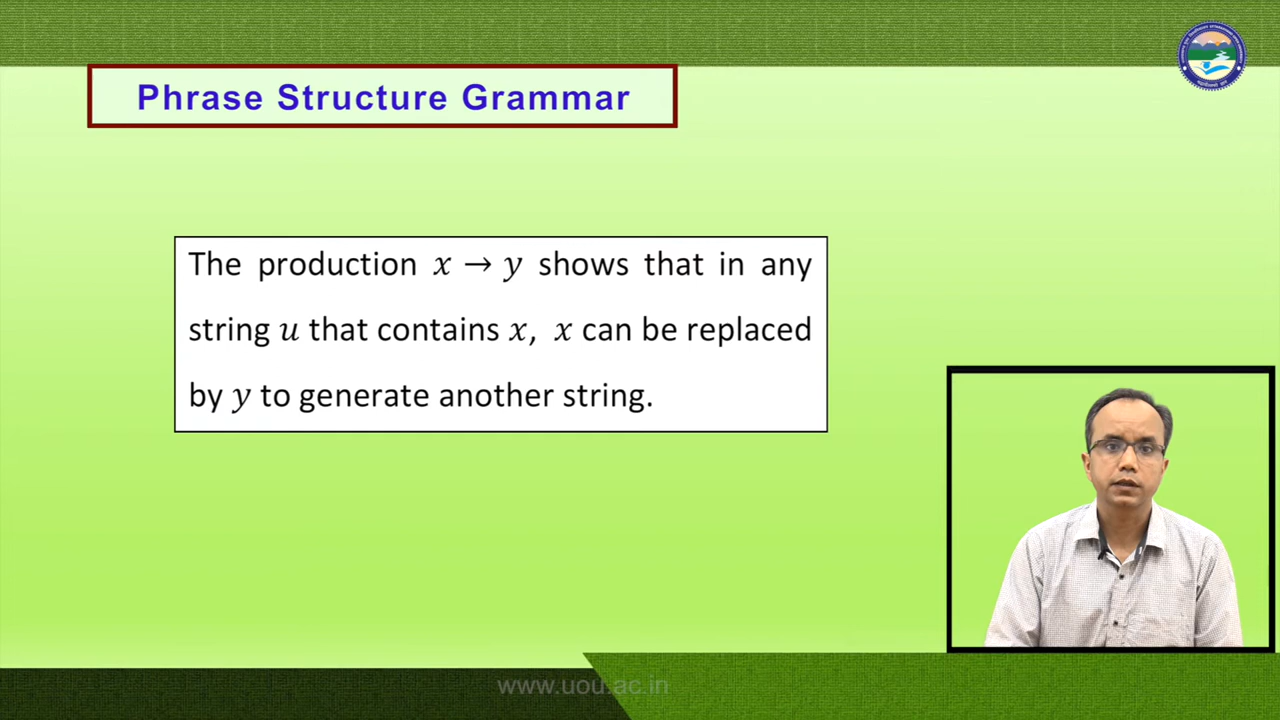 Phrase Structure Grammar
The production x → y shows that in any
string u that contains x, x can be replaced
by y to generate another string.
www.uou.ac.in